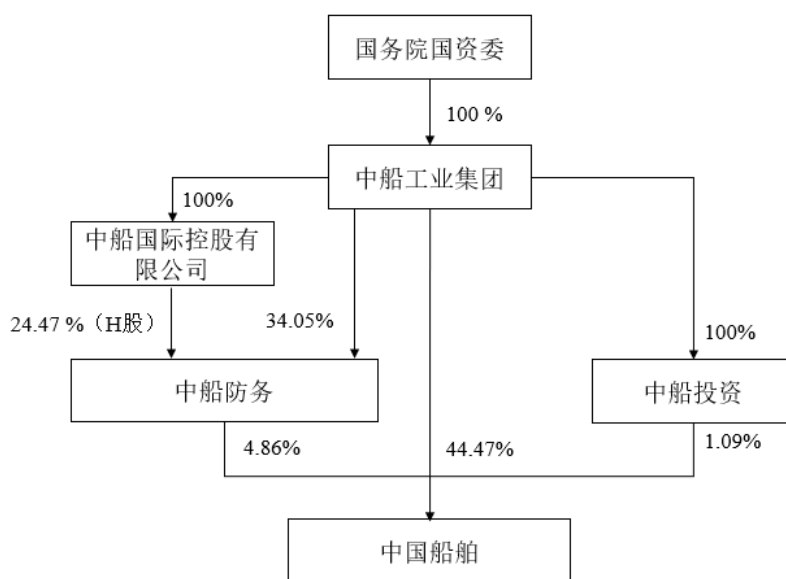 国务院国资委
100 %
中船工业集团
100%
中船国际控股有
限公司
24.47 %（H股）
34.05%
100%
中船防务
中船投资
4.86%
44.47%
1.09%
中国船舶